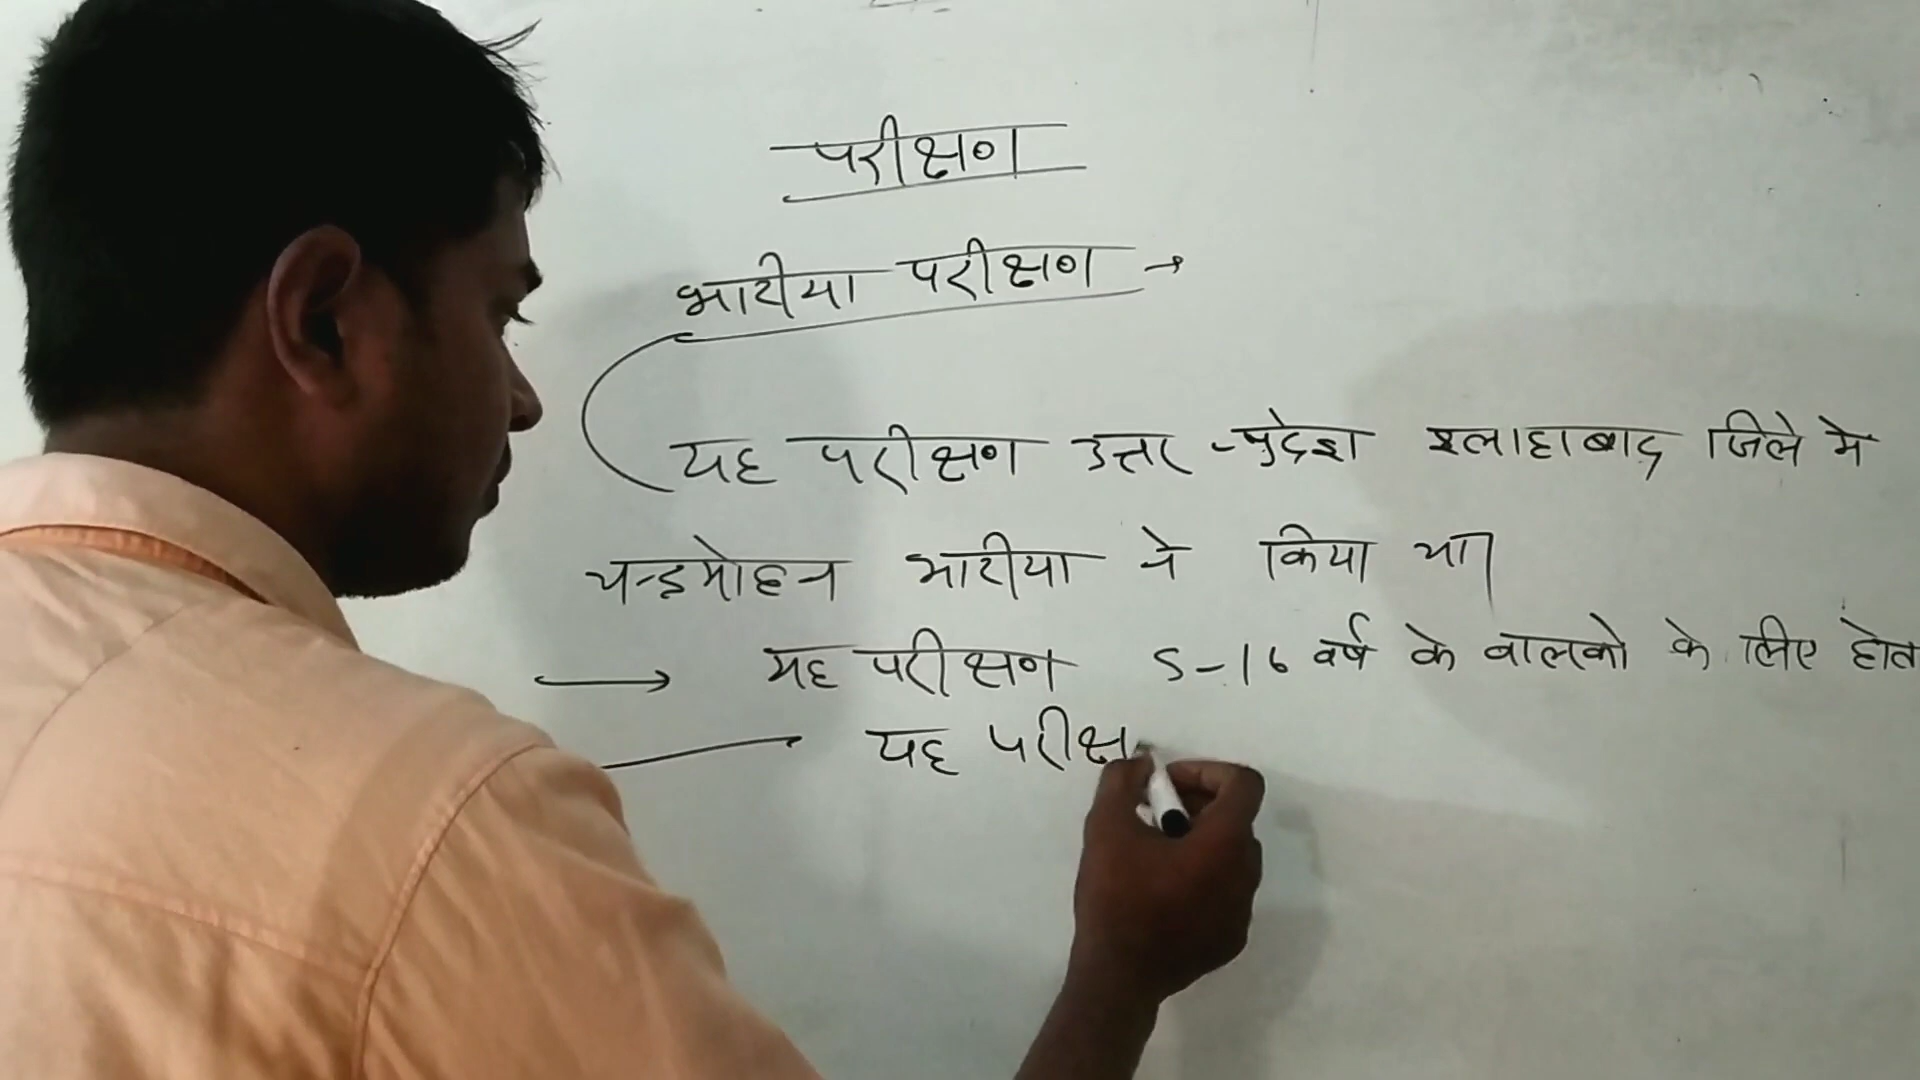 परीक्षण
भाटीया परीक्षण →
यह परीक्षण उत्तर-प्रदेश इलाहाबाद जिले मे
चन्द्रमोहन भाटीया ने किया था।
→ यह परीक्षण 5-16 वर्ष के वालको के लिए होत
यह परीक्ष